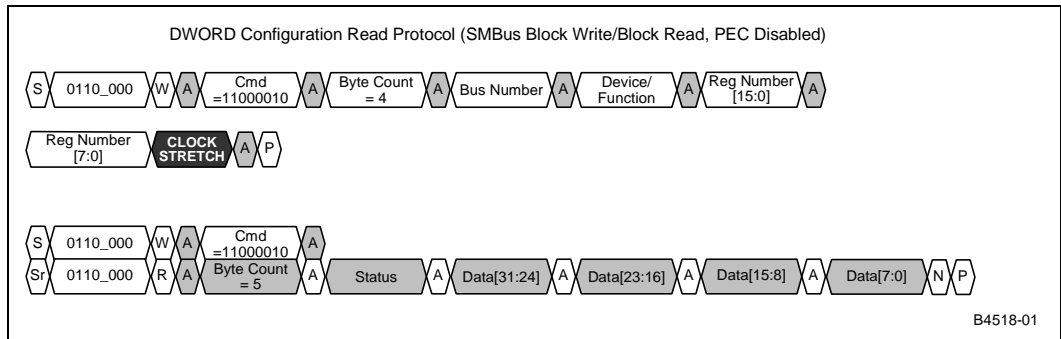 DWORD Configuration Read Protocol (SMBus Block Write/Block Read, PEC Disabled)
S 0110_000 W A Cmd =11000010 A Byte Count = 4 A Bus Number A Device/ Function A Reg Number [15:0] A
Reg Number [7:0] CLOCK STRETCH A P
S 0110_000 W A Cmd =11000010 A
Sr 0110_000 R A Byte Count = 5 A Status A Data[31:24] A Data[23:16] A Data[15:8] A Data[7:0] N P
B4518-01